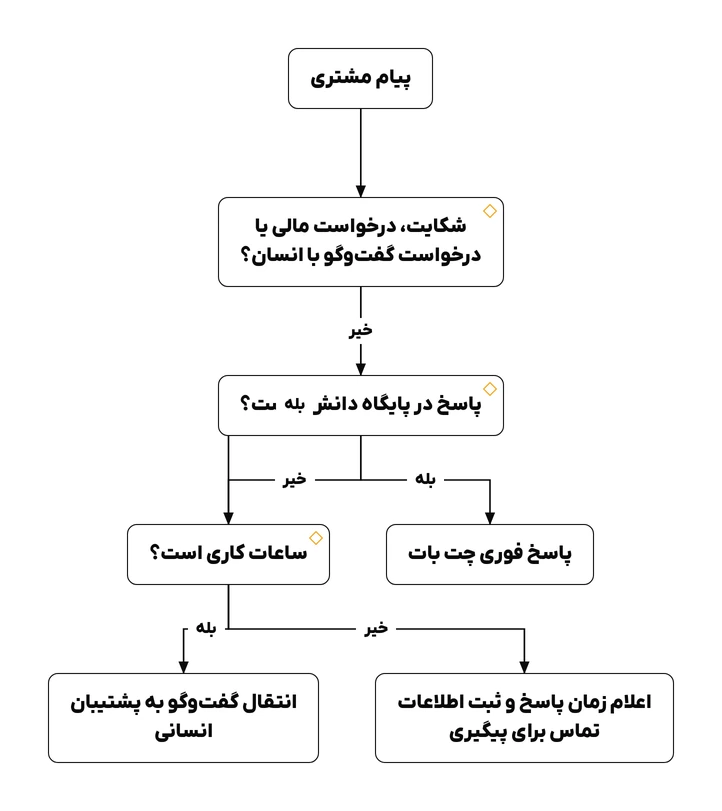 پیام مشتری
شکایت، درخواست مالی یا
درخواست گفت‌وگو با انسان؟
خیر
پاسخ در پایگاه دانش
بله
خیر
بله
ساعات کاری است؟
پاسخ فوری چت بات
بله
خیر
انتقال گفت‌وگو به پشتیبان
انسانی
اعلام زمان پاسخ و ثبت اطلاعات
تماس برای پیگیری